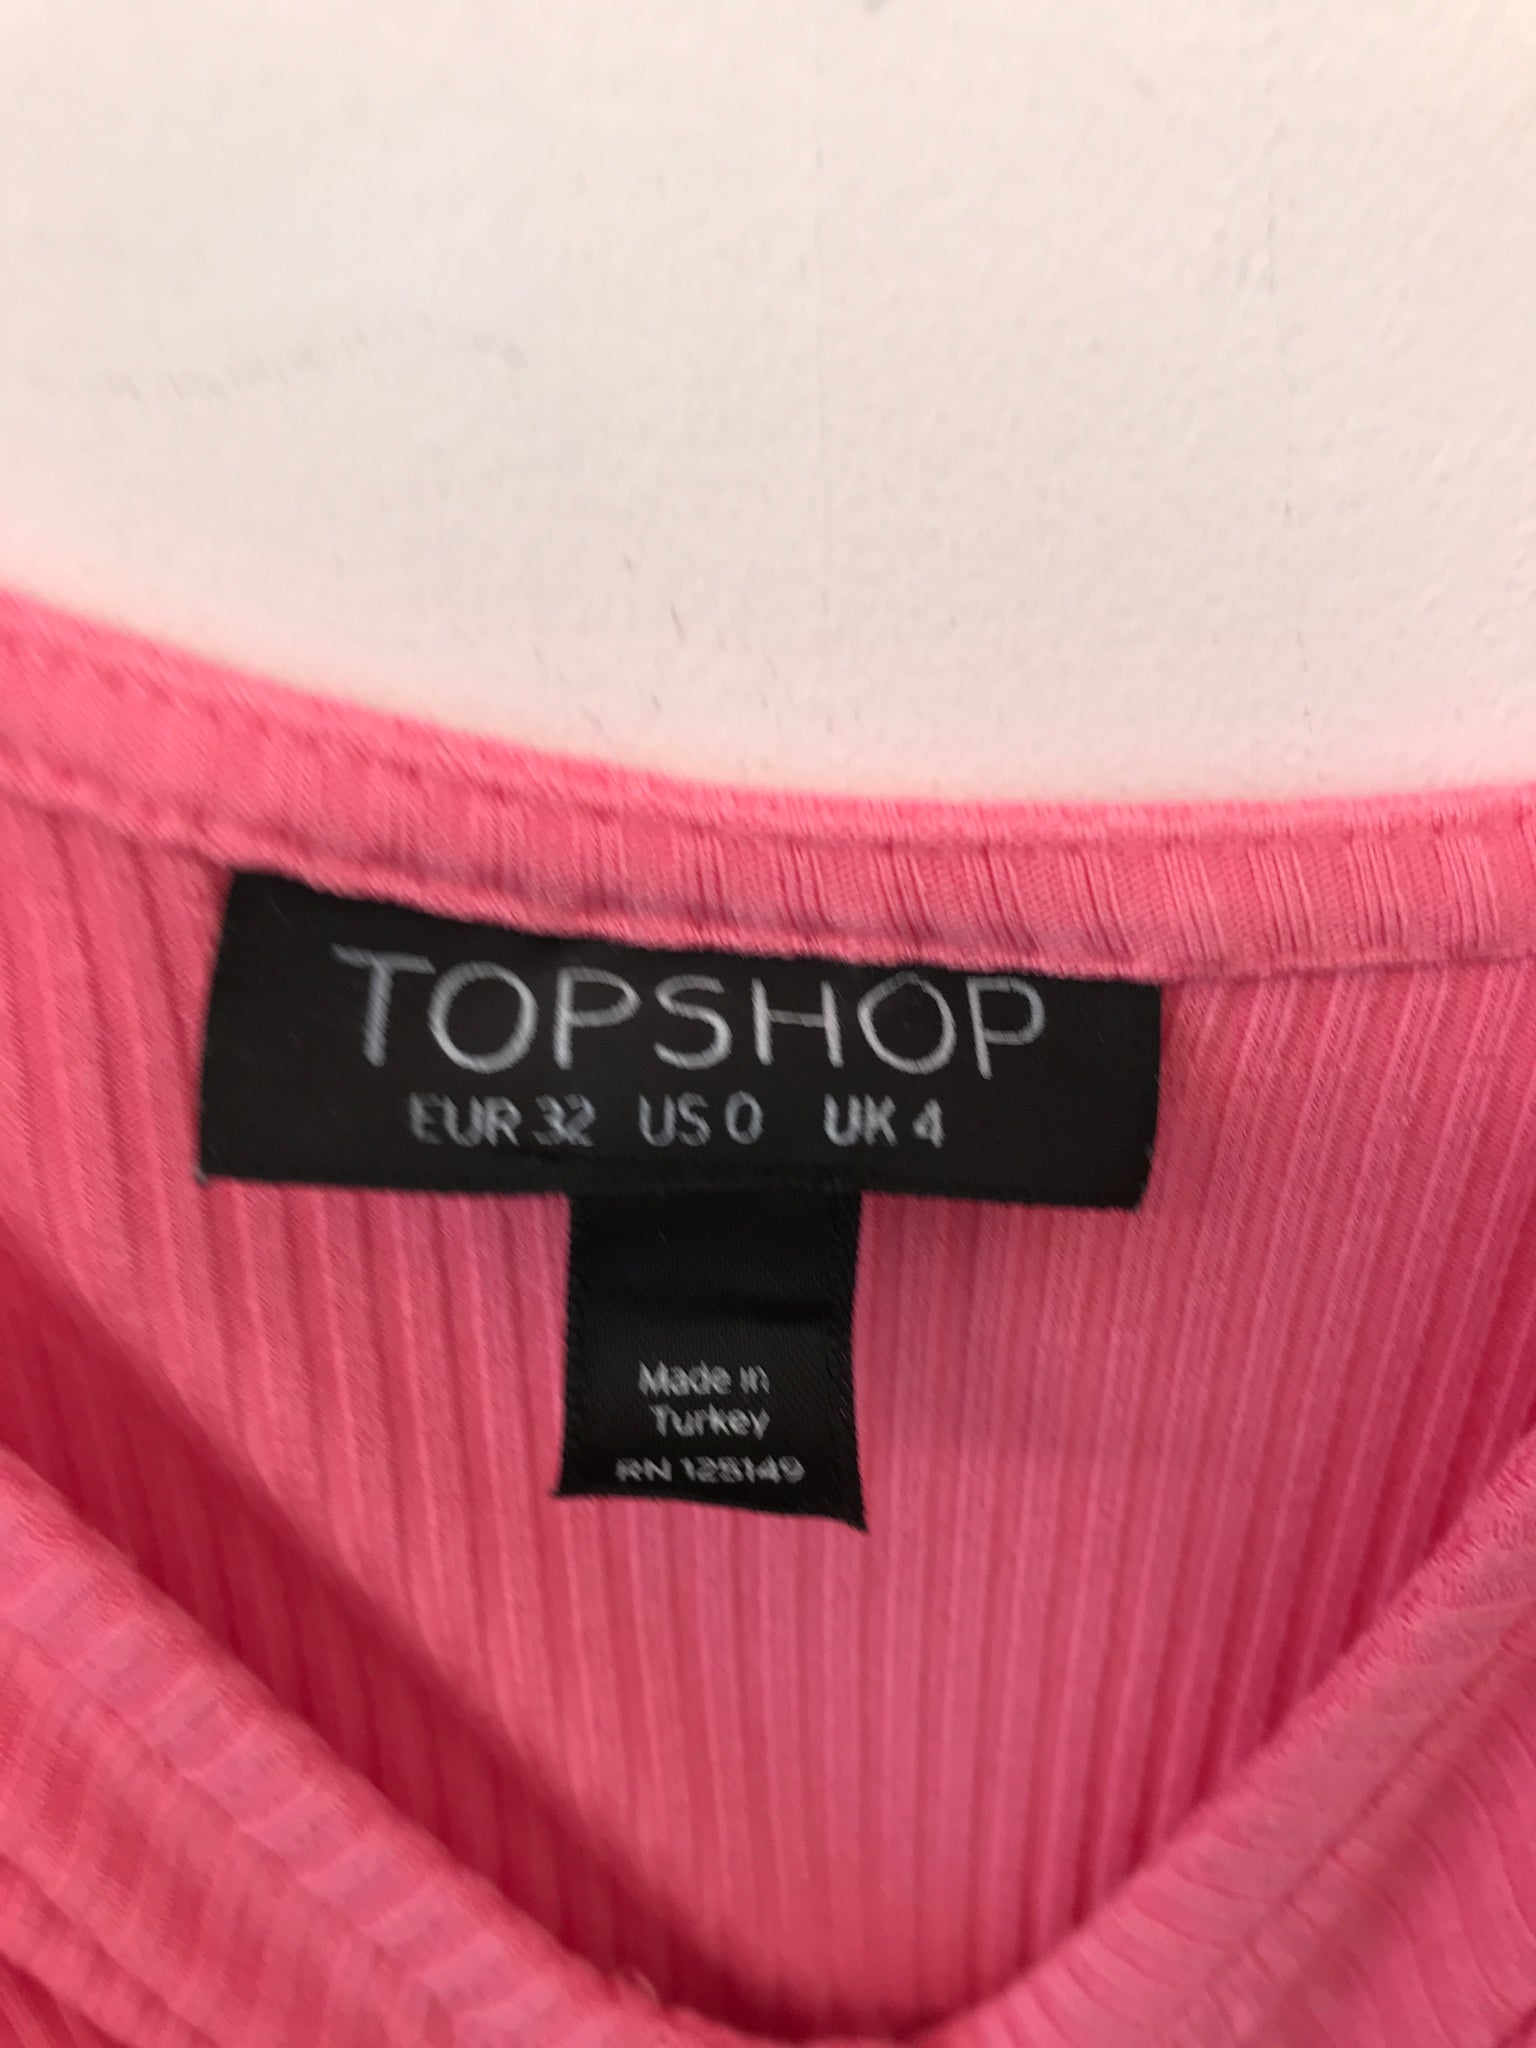 TOPSHOP
EUR 32 US 0 UK 4
Made in
Turkey
RN 125149